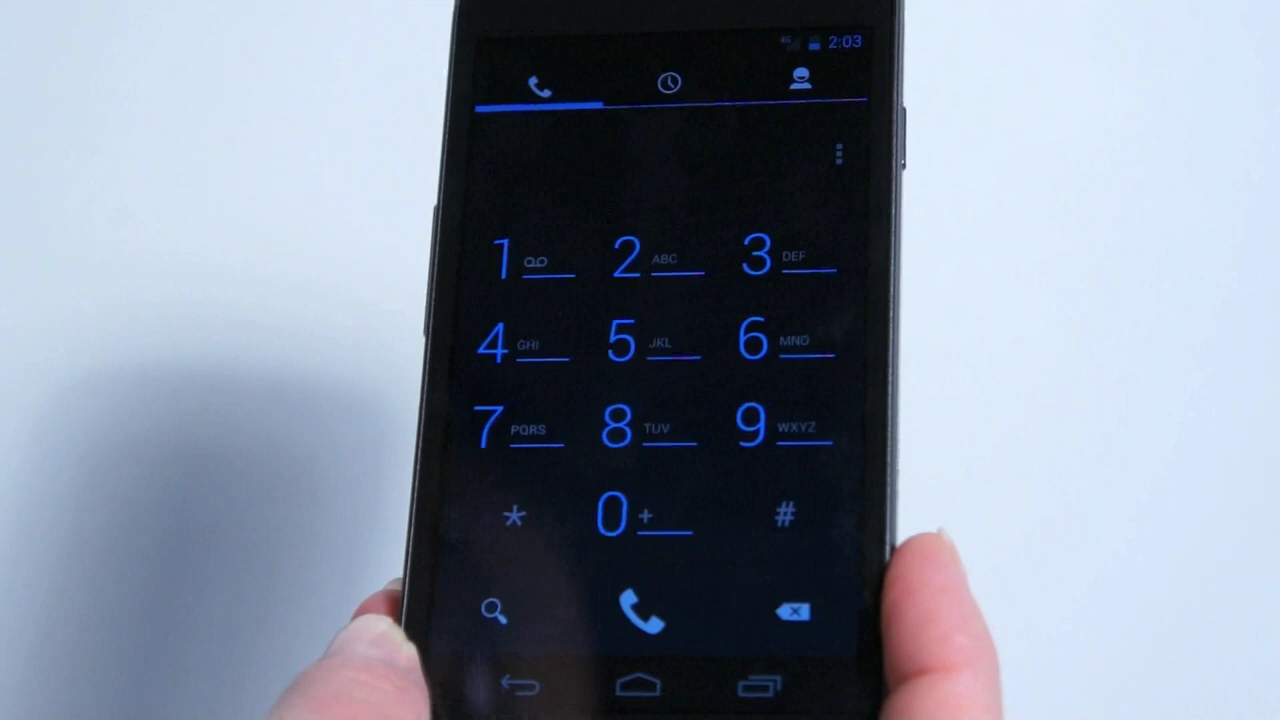 4G 2:03
1 2 ABC 3 DEF
4 GHI 5 JKL 6 MNO
7 PQRS 8 TUV 9 WXYZ
* 0 + #